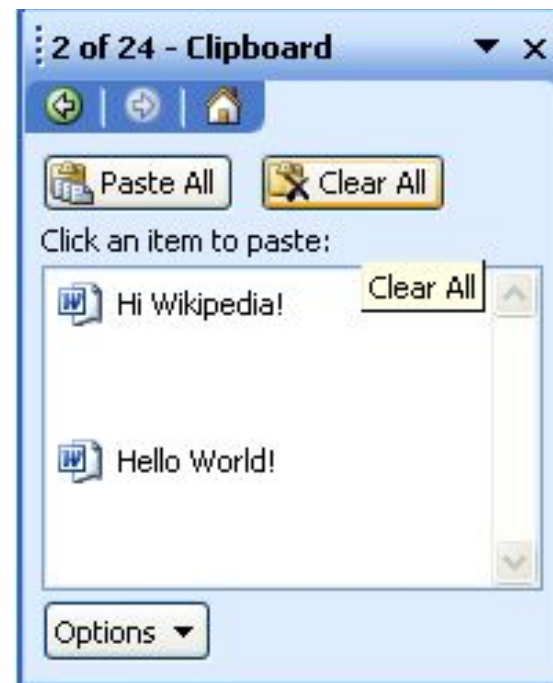 2 of 24 - Clipboard
Paste All Clear All
Click an item to paste:
Clear All
Hi Wikipedia!
Hello World!
Options